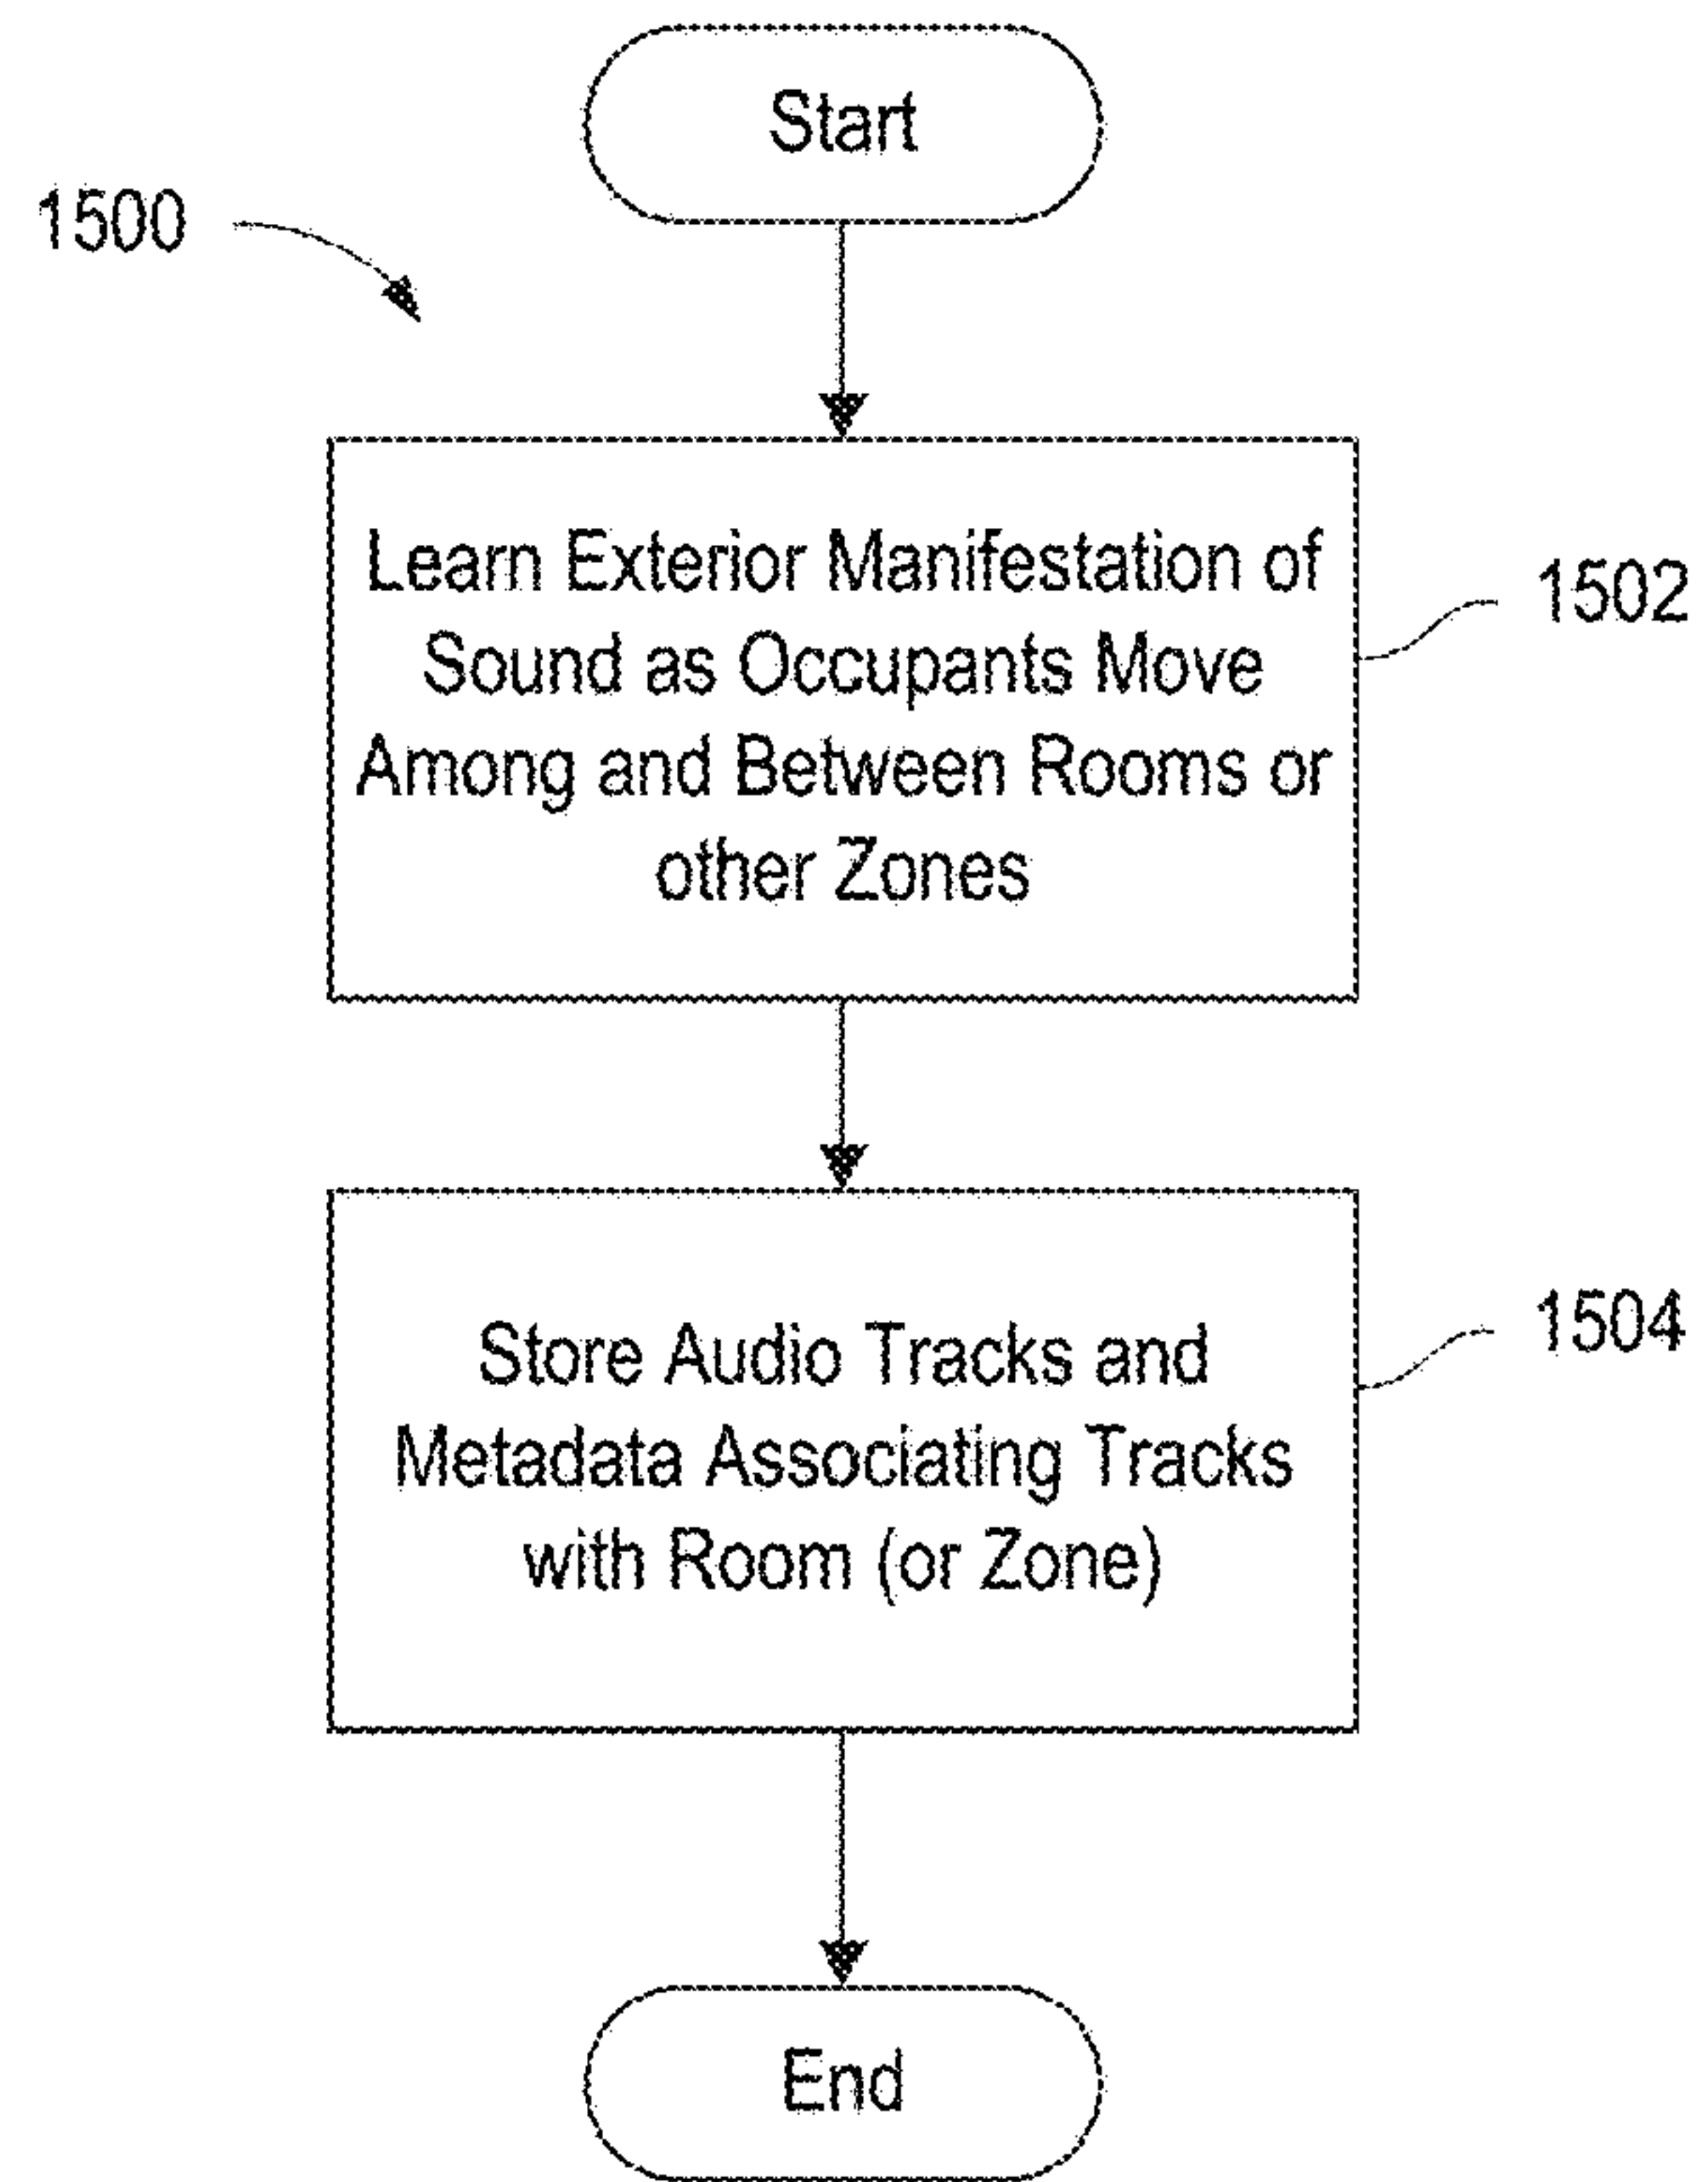 Start
1500
Learn Exterior Manifestation of
Sound as Occupants Move
Among and Between Rooms or
other Zones
1502
Store Audio Tracks and
Metadata Associating Tracks
with Room (or Zone)
1504
End